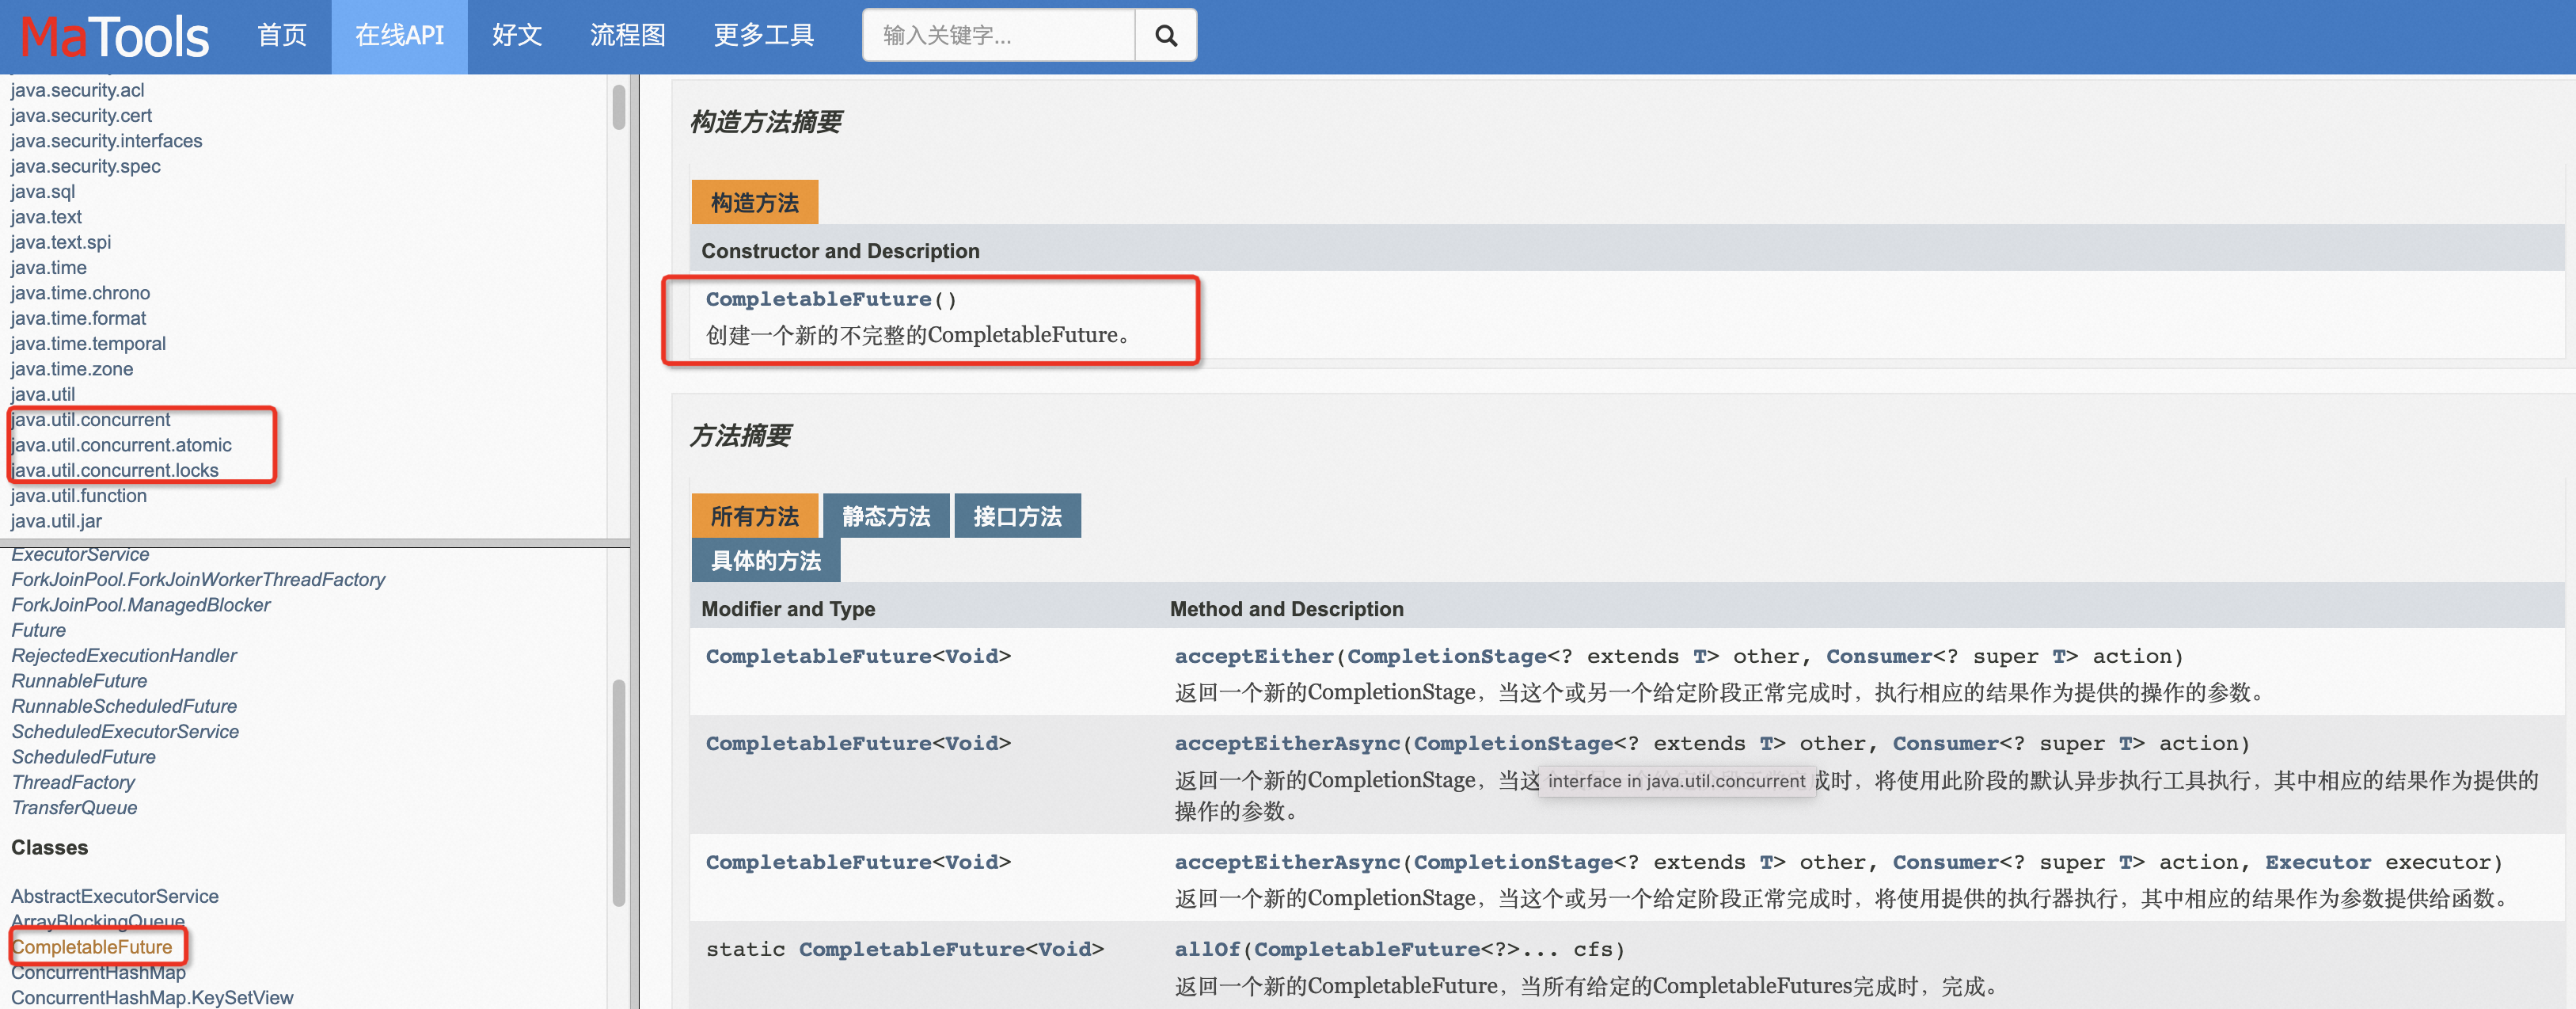 MaTools 首页 在线API 好文 流程图 更多工具 输入关键字...
java.security.acl
java.security.cert
java.security.interfaces
java.security.spec
java.sql
java.text
java.text.spi
java.time
java.time.chrono
java.time.format
java.time.temporal
java.time.zone
java.util
java.util.concurrent
java.util.concurrent.atomic
java.util.concurrent.locks
java.util.function
java.util.jar
ExecutorService
ForkJoinPool.ForkJoinWorkerThreadFactory
ForkJoinPool.ManagedBlocker
Future
RejectedExecutionHandler
RunnableFuture
RunnableScheduledFuture
ScheduledExecutorService
ScheduledFuture
ThreadFactory
TransferQueue
Classes
AbstractExecutorService
ArrayBlockingQueue
CompletableFuture
ConcurrentHashMap
ConcurrentHashMap.KeySetView
构造方法摘要
构造方法
Constructor and Description
CompletableFuture()
创建一个新的不完整的CompletableFuture。
方法摘要
所有方法 静态方法 接口方法
具体的方法
Modifier and Type Method and Description
CompletableFuture<Void> acceptEither(CompletionStage<? extends T> other, Consumer<? super T> action)
返回一个新的CompletionStage，当这个或另一个给定阶段正常完成时，执行相应的结果作为提供的操作的参数。
CompletableFuture<Void> acceptEitherAsync(CompletionStage<? extends T> other, Consumer<? super T> action)
返回一个新的CompletionStage，当这 interface in java.util.concurrent 成时，将使用此阶段的默认异步执行工具执行，其中相应的结果作为提供的
操作的参数。
CompletableFuture<Void> acceptEitherAsync(CompletionStage<? extends T> other, Consumer<? super T> action, Executor executor)
返回一个新的CompletionStage，当这个或另一个给定阶段正常完成时，将使用提供的执行器执行，其中相应的结果作为参数提供给函数。
static CompletableFuture<Void> allOf(CompletableFuture<?>... cfs)
返回一个新的CompletableFuture，当所有给定的CompletableFutures完成时，完成。